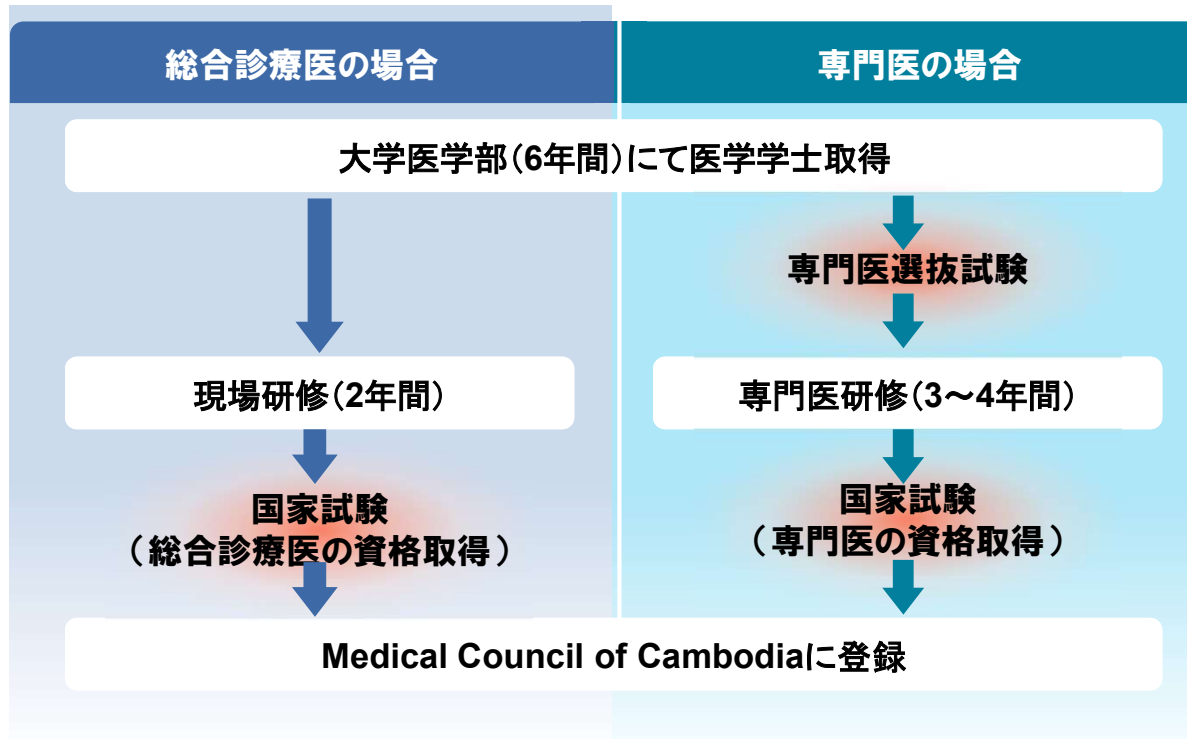 総合診療医の場合
専門医の場合
大学医学部（6年間）にて医学学士取得
専門医選抜試験
現場研修（2年間）
専門医研修（3～4年間）
国家試験
（総合診療医の資格取得）
国家試験
（専門医の資格取得）
Medical Council of Cambodiaに登録